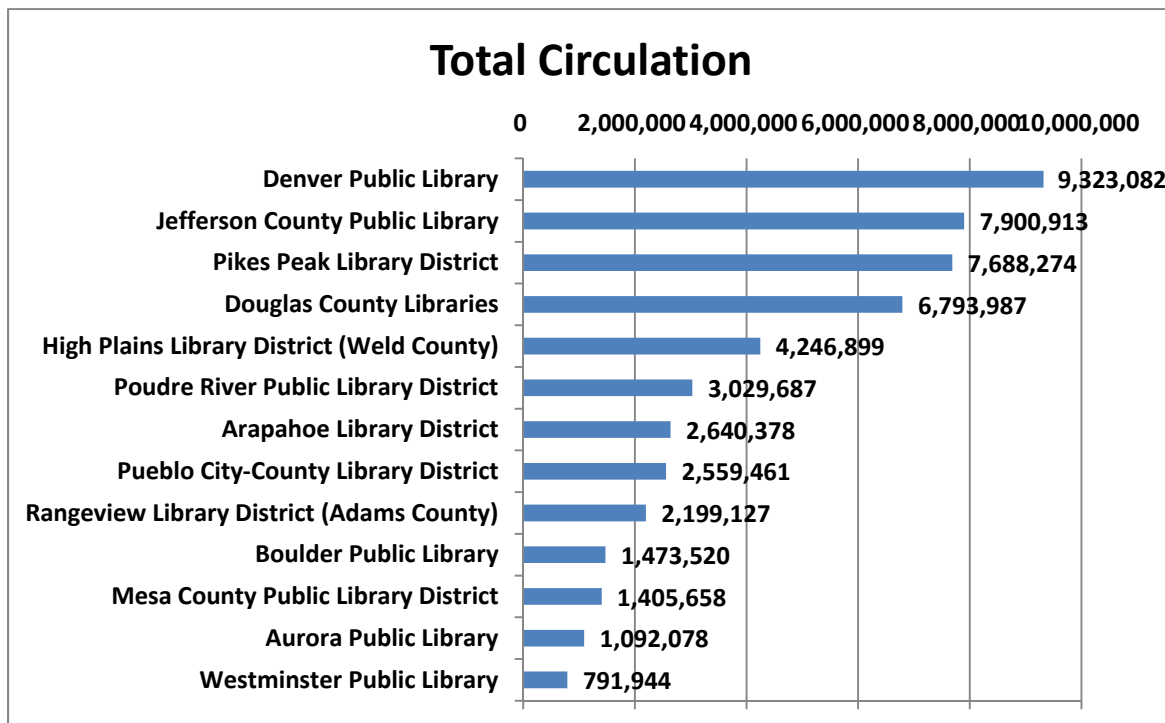 Total Circulation
0 2,000,000 4,000,000 6,000,000 8,000,000 10,000,000
Denver Public Library 9,323,082
Jefferson County Public Library 7,900,913
Pikes Peak Library District 7,688,274
Douglas County Libraries 6,793,987
High Plains Library District (Weld County) 4,246,899
Poudre River Public Library District 3,029,687
Arapahoe Library District 2,640,378
Pueblo City-County Library District 2,559,461
Rangeview Library District (Adams County) 2,199,127
Boulder Public Library 1,473,520
Mesa County Public Library District 1,405,658
Aurora Public Library 1,092,078
Westminster Public Library 791,944